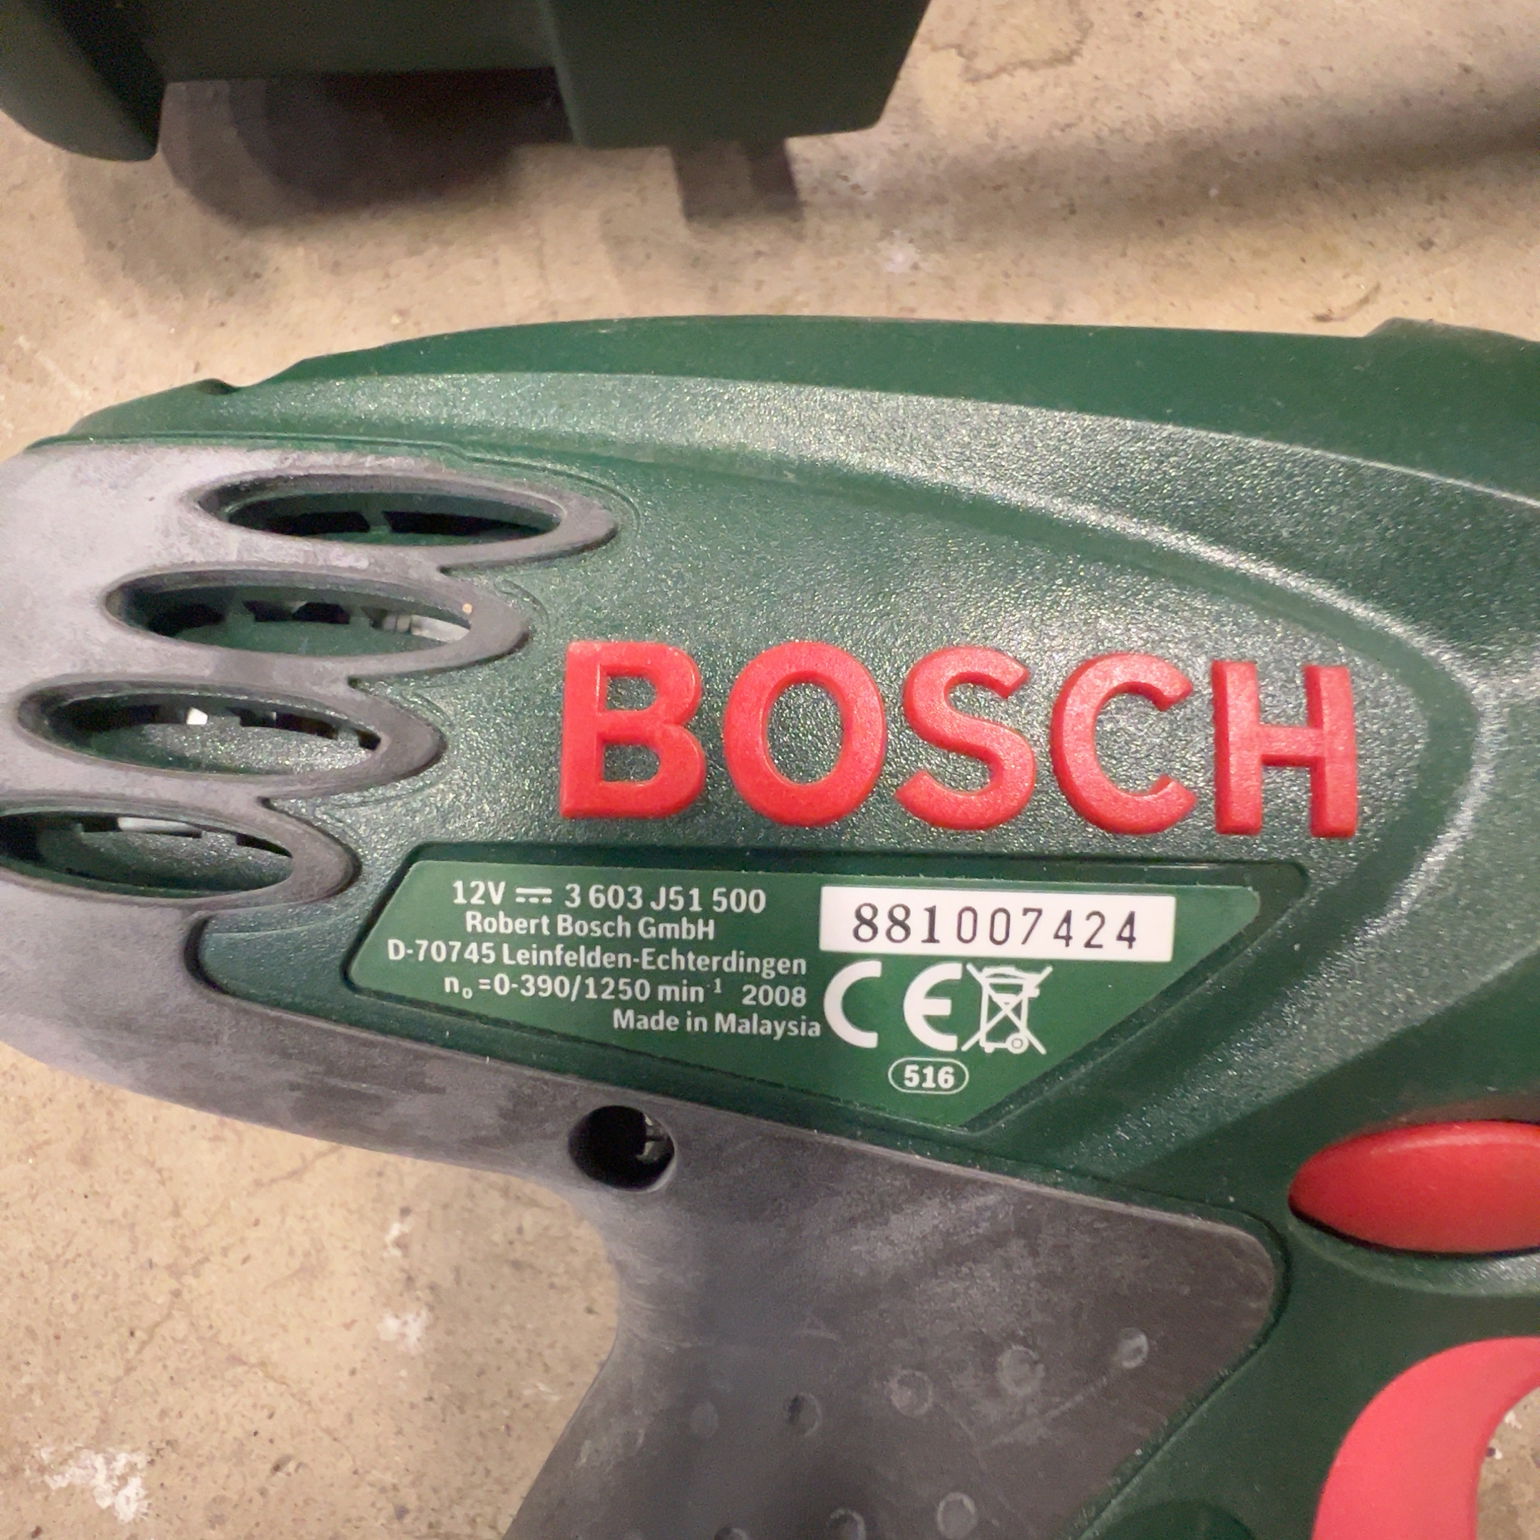 BOSCH
12V ⎓ 3 603 J51 500
881007424
Robert Bosch GmbH
D-70745 Leinfelden-Echterdingen
n₀=0-390/1250 min⁻¹ 2008
Made in Malaysia
CE
516